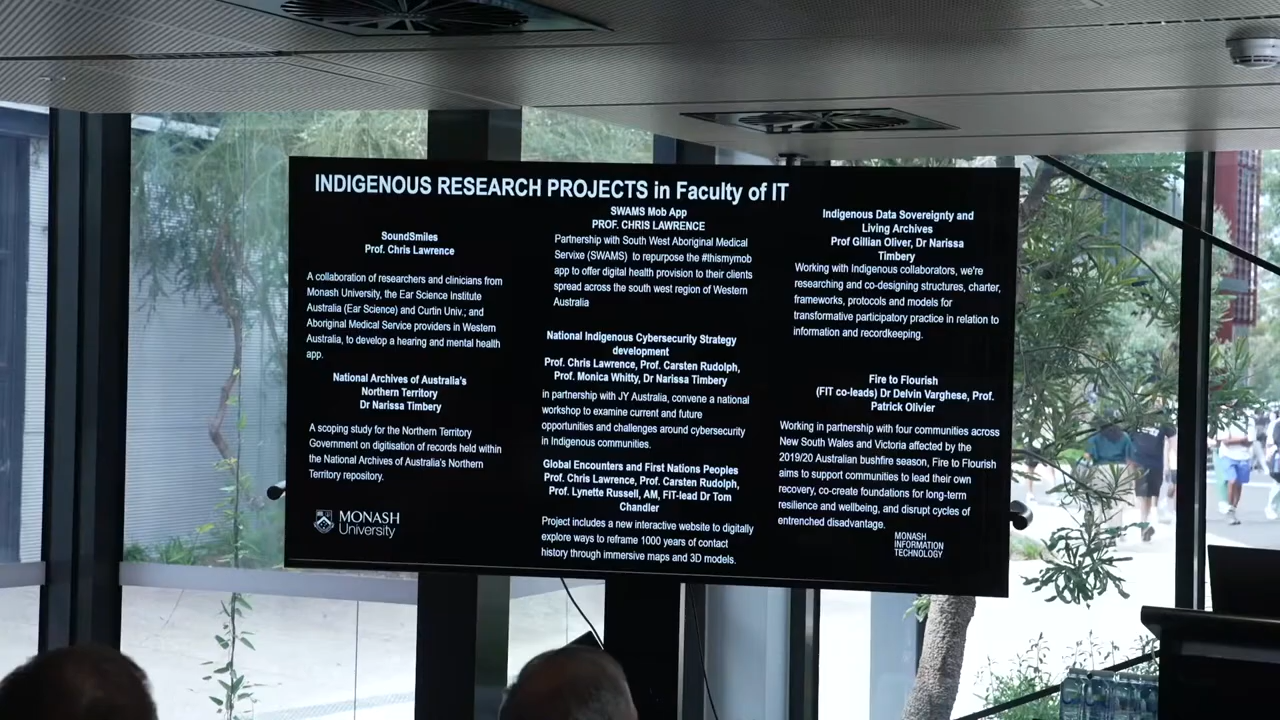 INDIGENOUS RESEARCH PROJECTS in Faculty of IT
SoundSmiles
Prof. Chris Lawrence
A collaboration of researchers and clinicians from
Monash University, the Ear Science Institute
Australia (Ear Science) and Curtin Univ.; and
Aboriginal Medical Service providers in Western
Australia, to develop a hearing and mental health
app.
National Archives of Australia's
Northern Territory
Dr Narissa Timbery
A scoping study for the Northern Territory
Government on digitisation of records held within
the National Archives of Australia's Northern
Territory repository.
MONASH
University
SWAMS Mob App
PROF. CHRIS LAWRENCE
Partnership with South West Aboriginal Medical
Servixe (SWAMS) to repurpose the #thismymob
app to offer digital health provision to their clients
spread across the south west region of Western
Australia
National Indigenous Cybersecurity Strategy
development
Prof. Chris Lawrence, Prof. Carsten Rudolph,
Prof. Monica Whitty, Dr Narissa Timbery
in partnership with JY Australia, convene a national
workshop to examine current and future
opportunities and challenges around cybersecurity
in Indigenous communities.
Global Encounters and First Nations Peoples
Prof. Chris Lawrence, Prof. Carsten Rudolph,
Prof. Lynette Russell, AM, FIT-lead Dr Tom
Chandler
Project includes a new interactive website to digitally
explore ways to reframe 1000 years of contact
history through immersive maps and 3D models.
Indigenous Data Sovereignty and
Living Archives
Prof Gillian Oliver, Dr Narissa
Timbery
Working with Indigenous collaborators, we're
researching and co-designing structures, charter,
frameworks, protocols and models for
transformative participatory practice in relation to
information and recordkeeping.
Fire to Flourish
(FIT co-leads) Dr Delvin Varghese, Prof.
Patrick Olivier
Working in partnership with four communities across
New South Wales and Victoria affected by the
2019/20 Australian bushfire season, Fire to Flourish
aims to support communities to lead their own
recovery, co-create foundations for long-term
resilience and wellbeing, and disrupt cycles of
entrenched disadvantage.
MONASH
INFORMATION
TECHNOLOGY